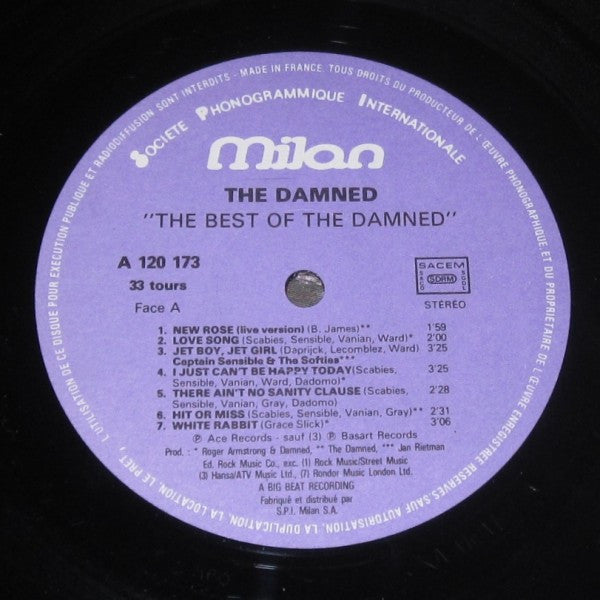 L'UTILISATION DE CE DISQUE POUR EXECUTION PUBLIQUE ET RADIODIFFUSION SONT INTERDITS - MADE IN FRANCE. TOUS DROITS DU PRODUCTEUR DE L'ŒUVRE PHONOGRAPHIQUE ET DU PROPRIETAIRE DE L'ŒUVRE ENREGISTREE RESERVES. SAUF AUTORISATION, LA DUPLICATION, LA LOCATION, LE PRET,
SOCIETE PHONOGRAMMIQUE INTERNATIONALE
milan
THE DAMNED
"THE BEST OF THE DAMNED"
A 120 173
33 tours
Face A
SACEM
SACD SDRM SGDL
STEREO
1. NEW ROSE (live version) (B. James)** 1'59
2. LOVE SONG (Scabies, Sensible, Vanian, Ward)* 2'00
3. JET BOY, JET GIRL (Daprijck, Lecomblez, Ward) 3'25
Captain Sensible & The Softies***
4. I JUST CAN'T BE HAPPY TODAY (Scabies, 3'25
Sensible, Vanian, Ward, Dadomo)*
5. THERE AIN'T NO SANITY CLAUSE (Scabies, 2'28
Sensible, Vanian, Gray, Dadomo)
6. HIT OR MISS (Scabies, Sensible, Vanian, Gray)** 2'31
7. WHITE RABBIT (Grace Slick)* 3'06
Ⓟ Ace Records - sauf (3) Ⓟ Basart Records
Prod. : * Roger Armstrong & Damned, ** The Damned, *** Jan Rietman
Ed. Rock Music Co., exc. (1) Rock Music/Street Music
(3) Hansa/ATV Music Ltd., (7) Rondor Music London Ltd.
A BIG BEAT RECORDING
Fabriqué et distribué par
S.P.I. Milan S.A.